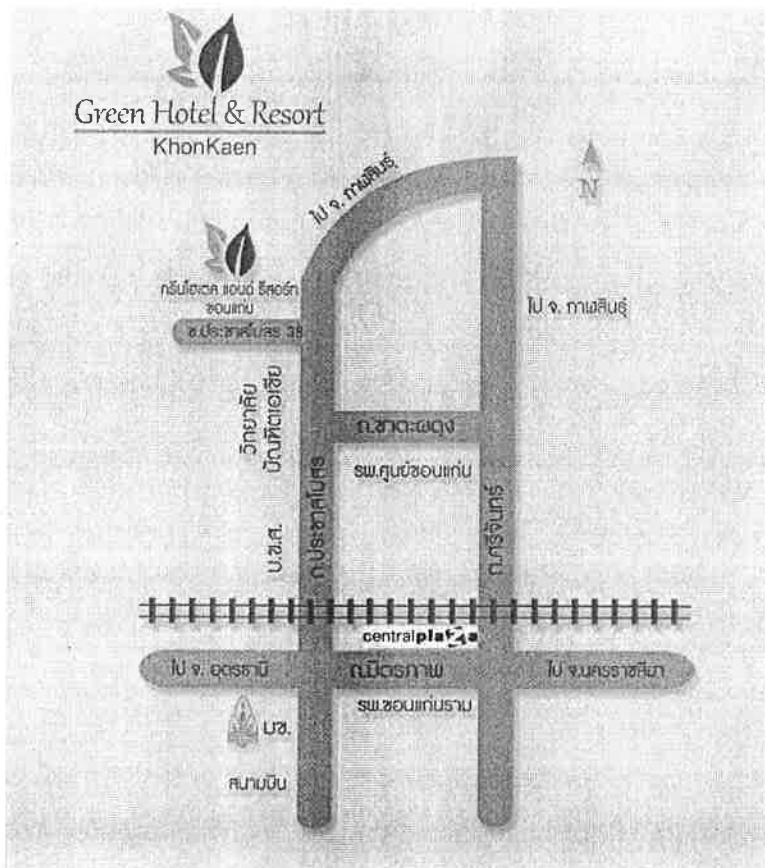 Green Hotel & Resort
KhonKaen
ไป จ. กาฬสินธุ์
N
กรีนโฮเตล แอนด์ รีสอร์ท
ขอนแก่น
ซ.ประชาสโมสร 38
ไป จ. กาฬสินธุ์
วิทยาลัย
บัณฑิตเอเซีย
ถ.ชาตะผดุง
รพ.ศูนย์ขอนแก่น
บ.ข.ส.
ถ.ประชาสโมสร
ถ.ศรีจันทร์
centralplaza
ไป จ. อุดรธานี
ถ.มิตรภาพ
ไป จ.นครราชสีมา
รพ.ขอนแก่นราม
มข.
สนามบิน